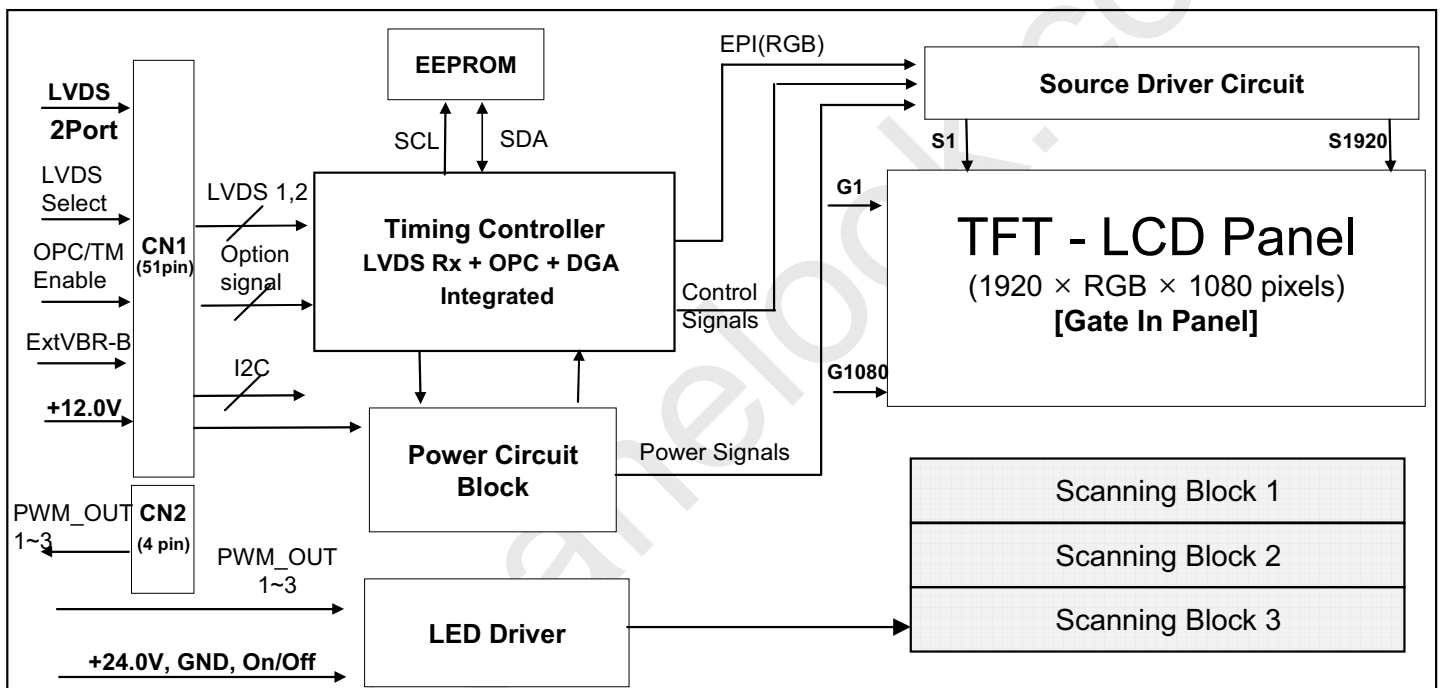 EEPROM
EPI(RGB)
Source Driver Circuit
LVDS
2Port
SCL
SDA
S1
S1920
LVDS
Select
CN1
(51pin)
LVDS 1,2
Timing Controller
LVDS Rx + OPC + DGA
Integrated
G1
TFT - LCD Panel
(1920 × RGB × 1080 pixels)
[Gate In Panel]
OPC/TM
Enable
Option
signal
Control
Signals
ExtVBR-B
I2C
G1080
+12.0V
Power Circuit
Block
Power Signals
Scanning Block 1
Scanning Block 2
Scanning Block 3
PWM_OUT
1~3
CN2
(4 pin)
PWM_OUT
1~3
LED Driver
+24.0V, GND, On/Off